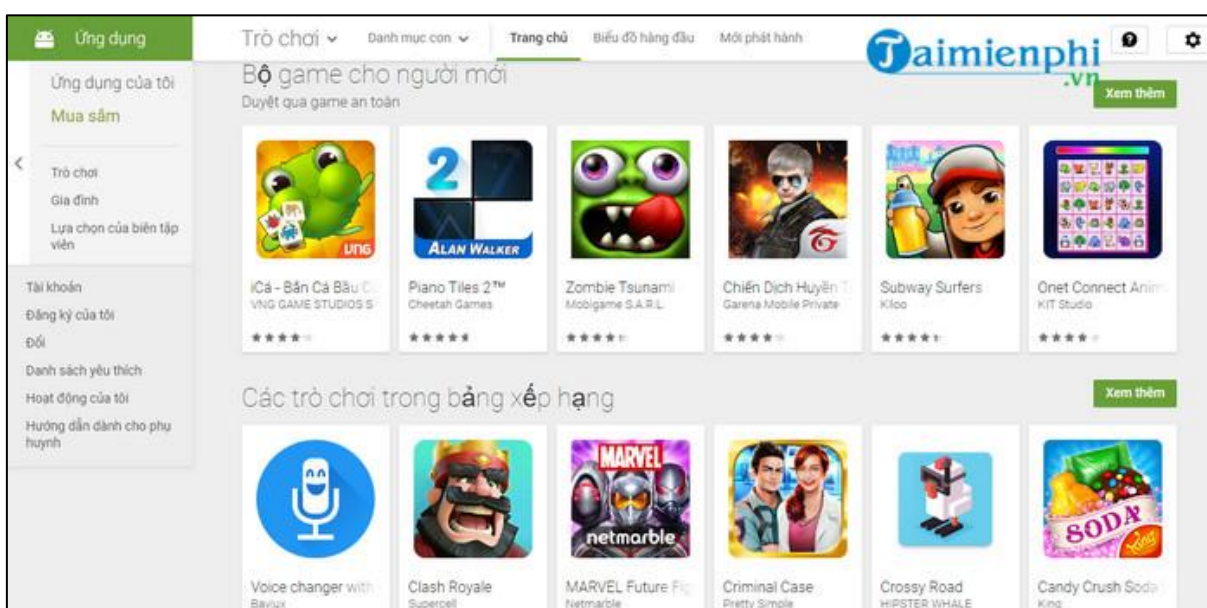 Ứng dụng
Trò chơi
Danh mục con
Trang chủ
Biểu đồ hàng đầu
Mới phát hành
Taimienphi
.vn
Ứng dụng của tôi
Mua sắm
Trò chơi
Gia đình
Lựa chọn của biên tập
viên
Tài khoản
Đăng ký của tôi
Đổi
Danh sách yêu thích
Hoạt động của tôi
Hướng dẫn dành cho phụ
huynh
Bộ game cho người mới
Duyệt qua game an toàn
Xem thêm
VNG
2
ALAN WALKER
iCá - Bắn Cá Bầu C
VNG GAME STUDIOS S
Piano Tiles 2™
Cheetah Games
Zombie Tsunami
Mobigame S.A.R.L.
Chiến Dịch Huyền T
Garena Mobile Private
Subway Surfers
Kiloo
Onet Connect Anim
KIT Studio
Các trò chơi trong bảng xếp hạng
Xem thêm
MARVEL
netmarble
SODA
King
Voice changer with
Baviux
Clash Royale
Supercell
MARVEL Future Fig
Netmarble
Criminal Case
Pretty Simple
Crossy Road
HIPSTER WHALE
Candy Crush Soda
King